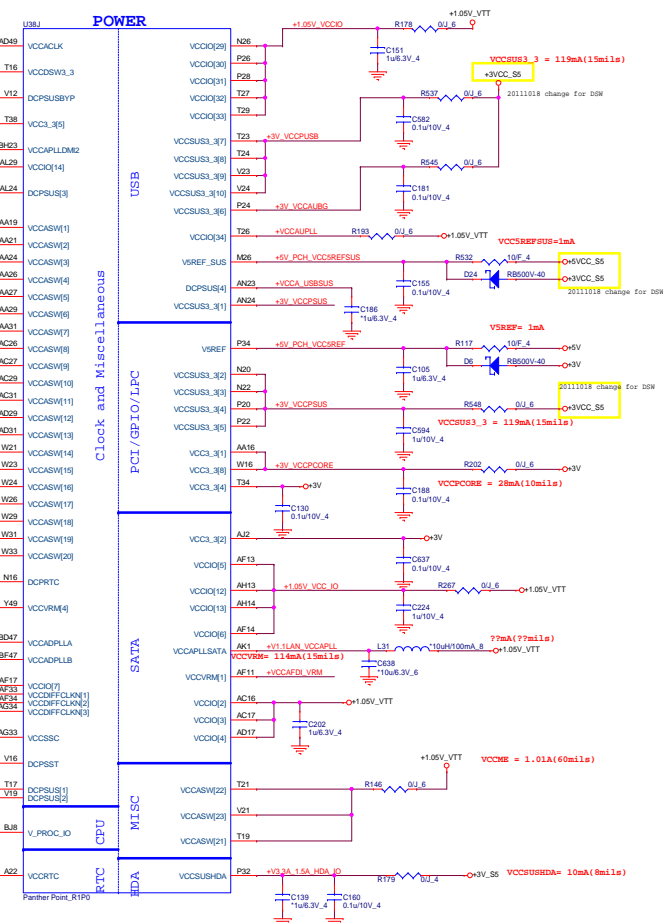 U38J
POWER
+1.05V_VTT
AD49 VCCACLK
VCCIO[29] N26 +1.05V_VCCIO R178 0/J_6
VCCIO[30] P26
C151
1u/6.3V_4
VCCSUS3_3 = 119mA(15mils)
T16 VCCDSW3_3
VCCIO[31] P28
+3VCC_S5
V12 DCPSUSBYP
VCCIO[32] T27
R537 0/J_6
20111018 change for DSW
VCCIO[33] T29
T38 VCC3_3[5]
C582
0.1u/10V_4
VCCSUS3_3[7] T23 +3V_VCCPUSB
BH23 VCCAPLLDMI2
VCCSUS3_3[8] T24
AL29 VCCIO[14]
VCCSUS3_3[9] V23
R545 0/J_6
USB
AL24 DCPSUS[3]
VCCSUS3_3[10] V24
C181
0.1u/10V_4
VCCSUS3_3[6] P24 +3V_VCCAUBG
AA19 VCCASW[1]
VCCIO[34] T26 +VCCAUPLL R193 0/J_6 +1.05V_VTT
AA21 VCCASW[2]
VCC5REFSUS=1mA
AA24 VCCASW[3]
V5REF_SUS M26 +5V_PCH_VCC5REFSUS R532 10/F_4 +5VCC_S5
D24 RB500V-40 +3VCC_S5
AA26 VCCASW[4]
C155
0.1u/10V_4
20111018 change for DSW
AA27 VCCASW[5]
DCPSUS[4] AN23 +VCCA_USBSUS
AA29 VCCASW[6]
VCCSUS3_3[1] AN24 +3V_VCCPSUS
C186
*1u/6.3V_4
AA31 VCCASW[7]
V5REF= 1mA
AC26 VCCASW[8]
V5REF P34 +5V_PCH_VCC5REF R117 10/F_4 +5V
AC27 VCCASW[9]
D6 RB500V-40 +3V
VCCSUS3_3[2] N20
C105
1u/6.3V_4
AC29 VCCASW[10]
VCCSUS3_3[3] N22
20111018 change for DSW
AC31 VCCASW[11]
VCCSUS3_3[4] P20 +3V_VCCPSUS R548 0/J_6 +3VCC_S5
AD29 VCCASW[12]
VCCSUS3_3[5] P22
VCCSUS3_3 = 119mA(15mils)
C594
1u/10V_4
AD31 VCCASW[13]
Clock and Miscellaneous
PCI/GPIO/LPC
W21 VCCASW[14]
VCC3_3[1] AA16
W23 VCCASW[15]
VCC3_3[8] W16 +3V_VCCPCORE R202 0/J_6 +3V
W24 VCCASW[16]
VCC3_3[4] T34 +3V
VCCPCORE = 28mA(10mils)
C188
0.1u/10V_4
W26 VCCASW[17]
C130
0.1u/10V_4
W29 VCCASW[18]
W31 VCCASW[19]
VCC3_3[2] AJ2 +3V
W33 VCCASW[20]
C637
0.1u/10V_4
VCCIO[5] AF13
N16 DCPRTC
VCCIO[12] AH13 +1.05V_VCC_IO R267 0/J_6 +1.05V_VTT
Y49 VCCVRM[4]
VCCIO[13] AH14
C224
1u/10V_4
VCCIO[6] AF14
BD47 VCCADPLLA
SATA
??mA(??mils)
VCCAPLLSATA AK1 +V1.1LAN_VCCAPLL L31 *10uH/100mA_8 +1.05V_VTT
BF47 VCCADPLLB
VCCVRM= 114mA(15mils)
C638
*10u/6.3V_6
VCCVRM[1] AF11 +VCCAFDI_VRM
AF17 VCCIO[7]
AF33 VCCDIFFCLKN[1]
AF34 VCCDIFFCLKN[2]
AG34 VCCDIFFCLKN[3]
VCCIO[2] AC16 +1.05V_VTT
VCCIO[3] AC17
C202
1u/6.3V_4
AG33 VCCSSC
VCCIO[4] AD17
V16 DCPSST
+1.05V_VTT
VCCME = 1.01A(60mils)
T17 DCPSUS[1]
V19 DCPSUS[2]
VCCASW[22] T21 R146 0/J_6
MISC
VCCASW[23] V21
BJ8 V_PROC_IO
CPU
VCCASW[21] T19
A22 VCCRTC
RTC
HDA
VCCSUSHDA P32 +V3.3A_1.5A_HDA_IO R179 0/J_4 +3V_S5
VCCSUSHDA= 10mA(8mils)
Panther Point_R1P0
C139
*1u/6.3V_4
C160
0.1u/10V_4